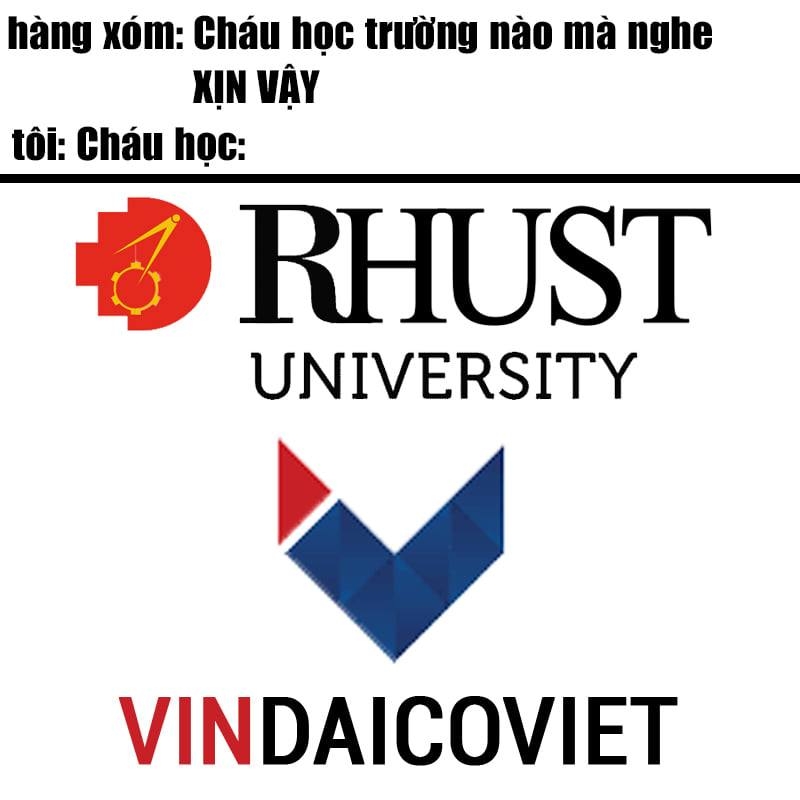 hàng xóm: Cháu học trường nào mà nghe
XỊN VẬY
tôi: Cháu học:
RHUST
UNIVERSITY
VINDAICOVIET